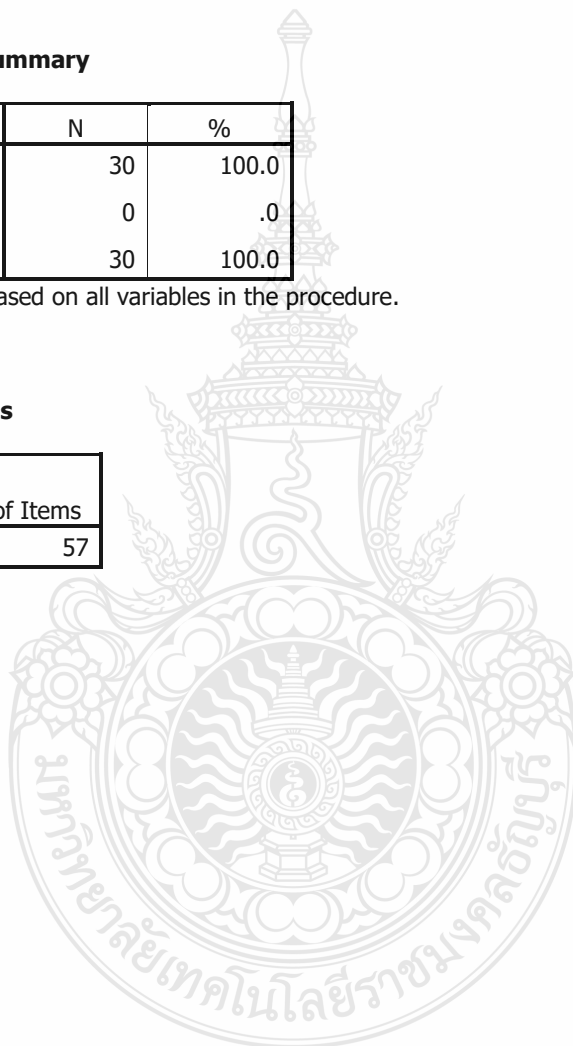 ummary
N %
30 100.0
0 .0
30 100.0
ased on all variables in the procedure.
s
of Items
57
มหาวิทยาลัยเทคโนโลยีราชมงคลธัญบุรี